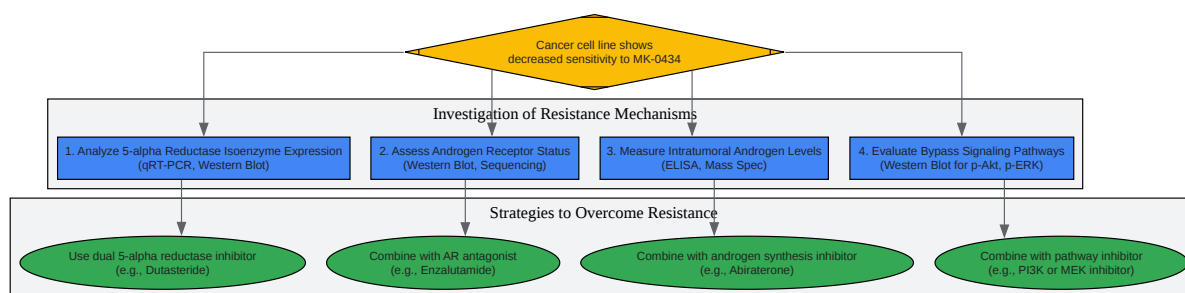 Cancer cell line shows
decreased sensitivity to MK-0434
Investigation of Resistance Mechanisms
1. Analyze 5-alpha Reductase Isoenzyme Expression
(qRT-PCR, Western Blot)
2. Assess Androgen Receptor Status
(Western Blot, Sequencing)
3. Measure Intratumoral Androgen Levels
(ELISA, Mass Spec)
4. Evaluate Bypass Signaling Pathways
(Western Blot for p-Akt, p-ERK)
Strategies to Overcome Resistance
Use dual 5-alpha reductase inhibitor
(e.g., Dutasteride)
Combine with AR antagonist
(e.g., Enzalutamide)
Combine with androgen synthesis inhibitor
(e.g., Abiraterone)
Combine with pathway inhibitor
(e.g., PI3K or MEK inhibitor)